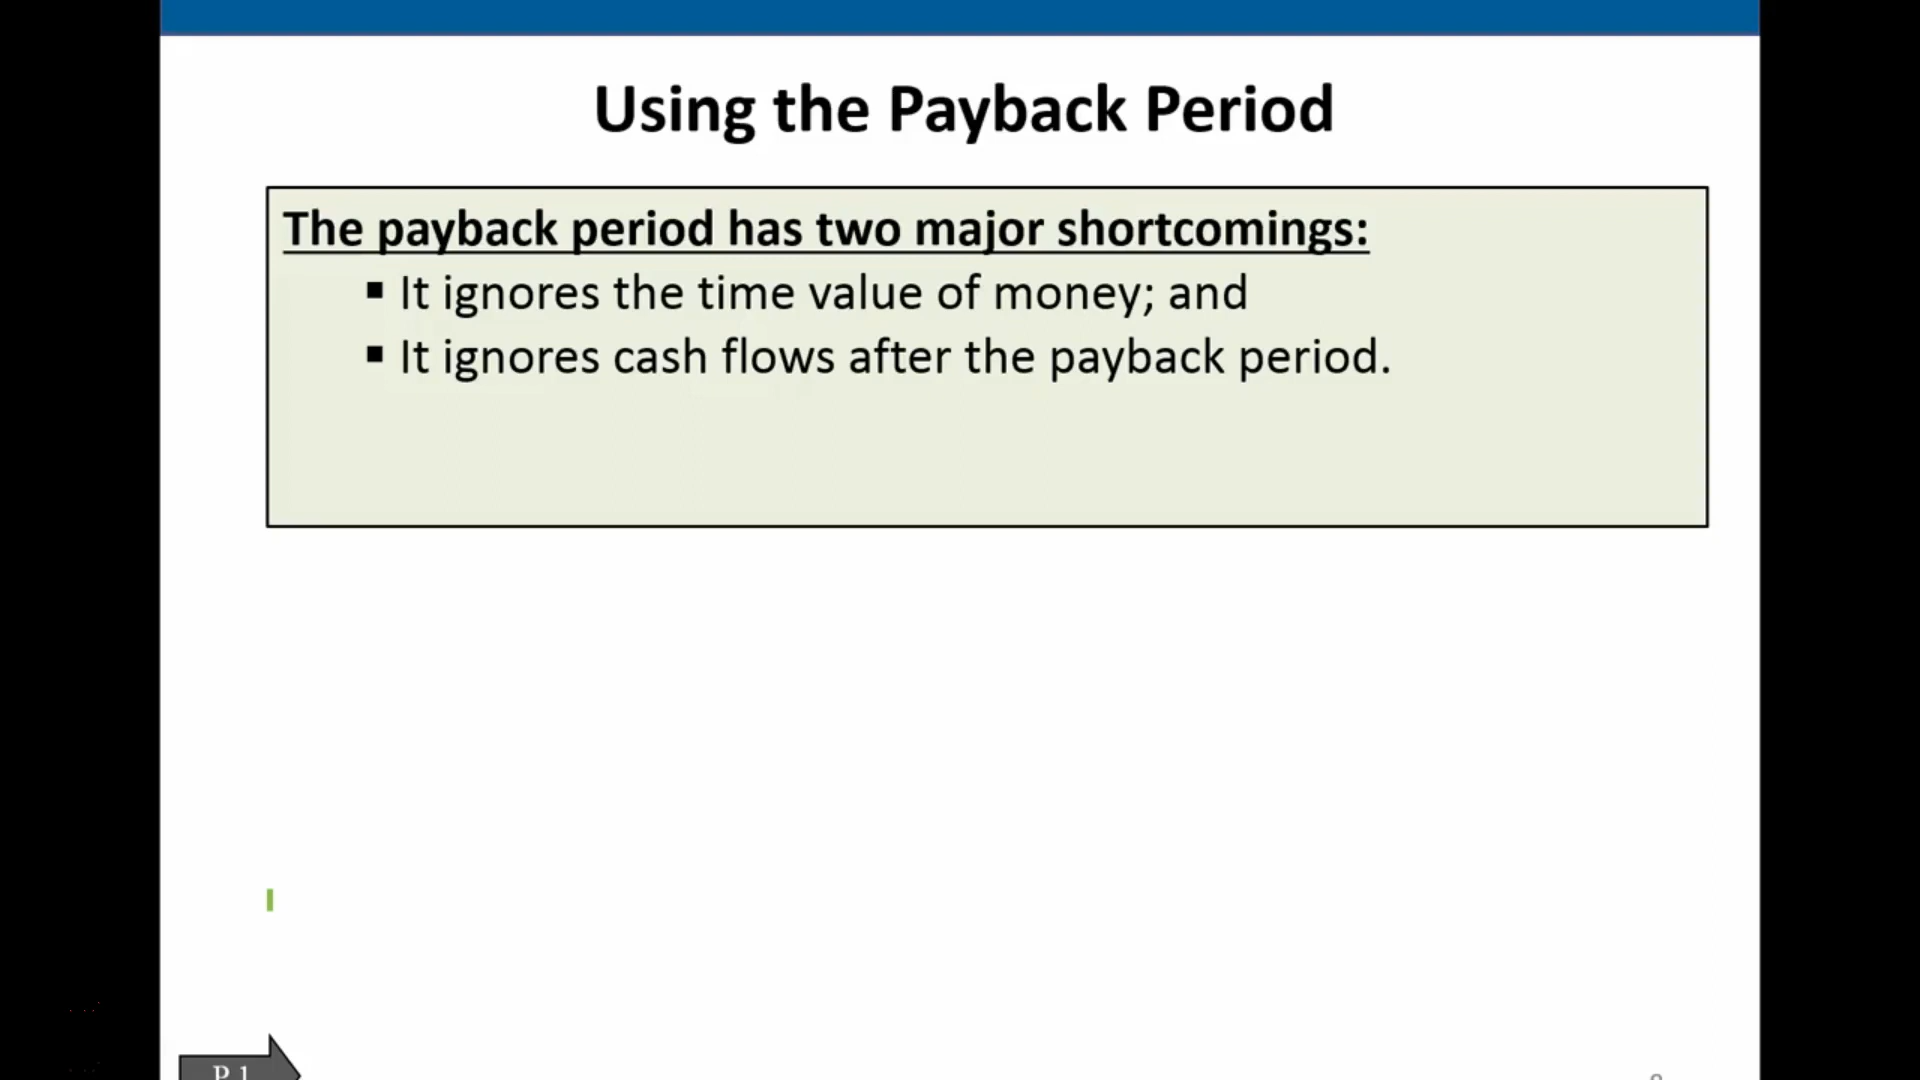 Using the Payback Period
The payback period has two major shortcomings:
▪ It ignores the time value of money; and
▪ It ignores cash flows after the payback period.
P 1